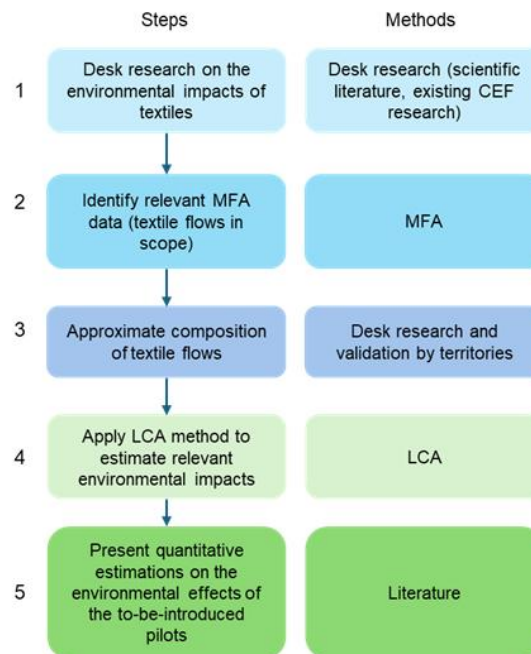 Steps Methods
1
Desk research on the
environmental impacts of
textiles
Desk research (scientific
literature, existing CEF
research)
2
Identify relevant MFA
data (textile flows in
scope)
MFA
3
Approximate composition
of textile flows
Desk research and
validation by territories
4
Apply LCA method to
estimate relevant
environmental impacts
LCA
5
Present quantitative
estimations on the
environmental effects of
the to-be-introduced
pilots
Literature